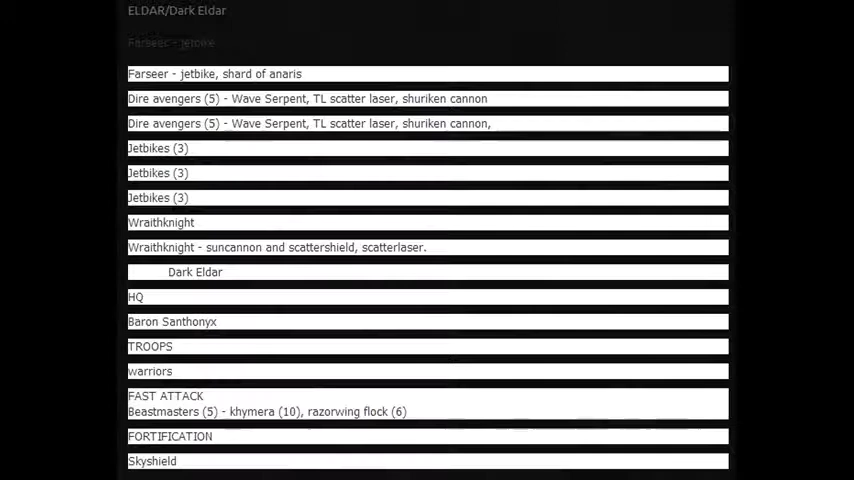 ELDAR/Dark Eldar
Farseer - jetbike
Farseer - jetbike, shard of anaris
Dire avengers (5) - Wave Serpent, TL scatter laser, shuriken cannon
Dire avengers (5) - Wave Serpent, TL scatter laser, shuriken cannon,
Jetbikes (3)
Jetbikes (3)
Jetbikes (3)
Wraithknight
Wraithknight - suncannon and scattershield, scatterlaser.
Dark Eldar
HQ
Baron Santhonyx
TROOPS
warriors
FAST ATTACK
Beastmasters (5) - khymera (10), razorwing flock (6)
FORTIFICATION
Skyshield